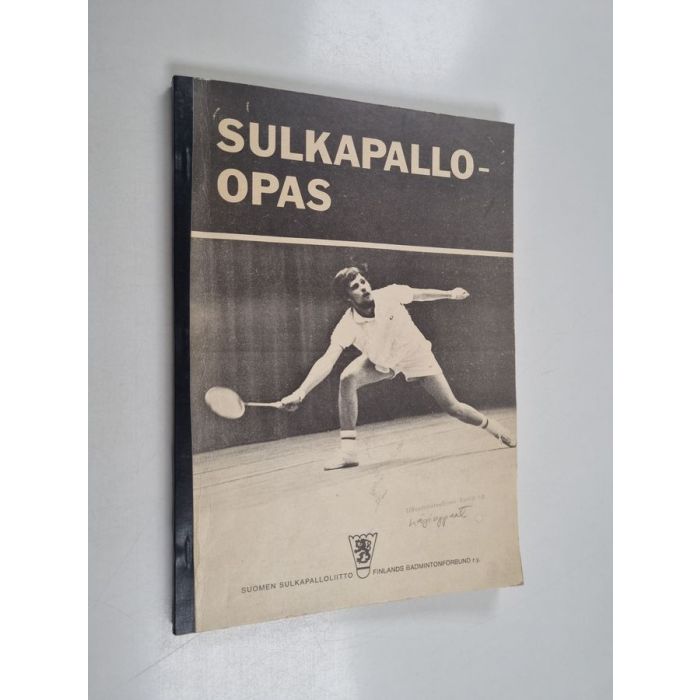 SULKAPALLO-
OPAS
SUOMEN SULKAPALLOLIITTO FINLANDS BADMINTONFÖRBUND r.y.